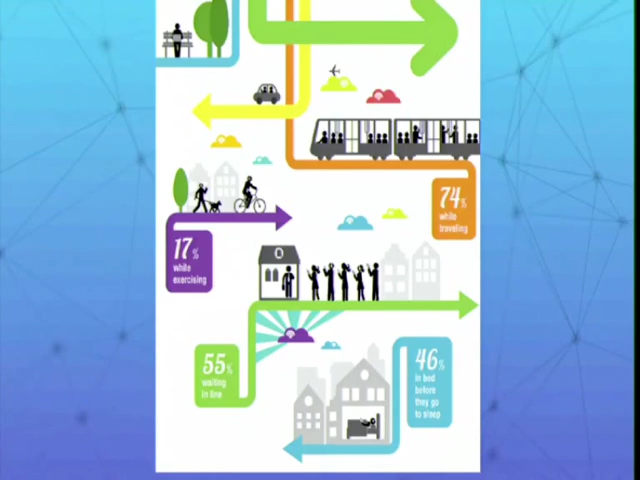 74%
while
traveling
17%
while
exercising
55%
waiting
in line
46%
in bed
before
they go
to sleep